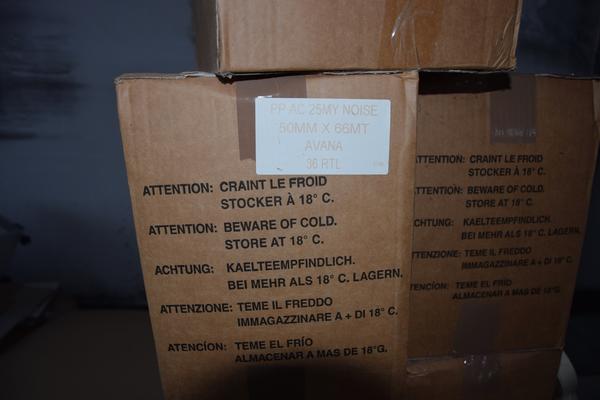 PP AC 25MY NOISE
50MM X 66MT
AVANA
36 RTL
ATTENTION: CRAINT LE FROID
STOCKER À 18° C.
ATTENTION: BEWARE OF COLD.
STORE AT 18° C.
ACHTUNG: KAELTEEMPFINDLICH.
BEI MEHR ALS 18° C. LAGERN.
ATTENZIONE: TEME IL FREDDO
IMMAGAZZINARE A + DI 18° C.
ATENCÍON: TEME EL FRÍO
ALMACENAR A MAS DE 18°G.
ATTENTION: CRAINT LE FROID
STOCKER À 18° C.
ATTENTION: BEWARE OF COLD.
STORE AT 18° C.
ACHTUNG: KAELTEEMPFINDLICH.
BEI MEHR ALS 18° C. LAGERN.
ATTENZIONE: TEME IL FREDDO
IMMAGAZZINARE A + DI 18° C.
ATENCÍON: TEME EL FRÍO
ALMACENAR A MAS DE 18°G.